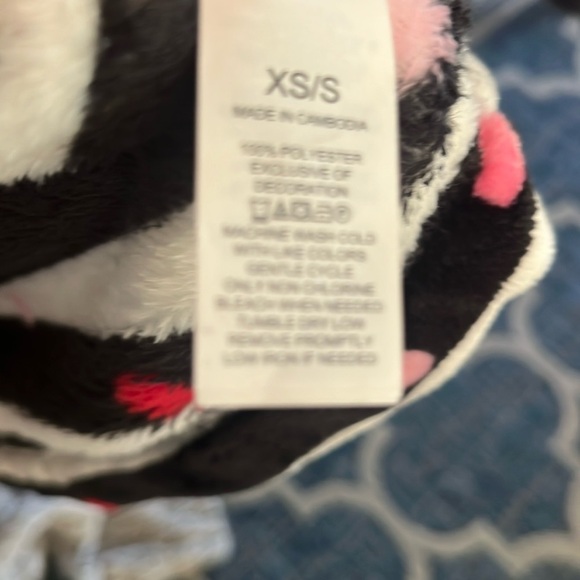 XS/S
MADE IN CAMBODIA
100% POLYESTER
EXCLUSIVE OF
DECORATION
MACHINE WASH COLD
WITH LIKE COLORS
GENTLE CYCLE
ONLY NON CHLORINE
BLEACH WHEN NEEDED
TUMBLE DRY LOW
REMOVE PROMPTLY
LOW IRON IF NEEDED